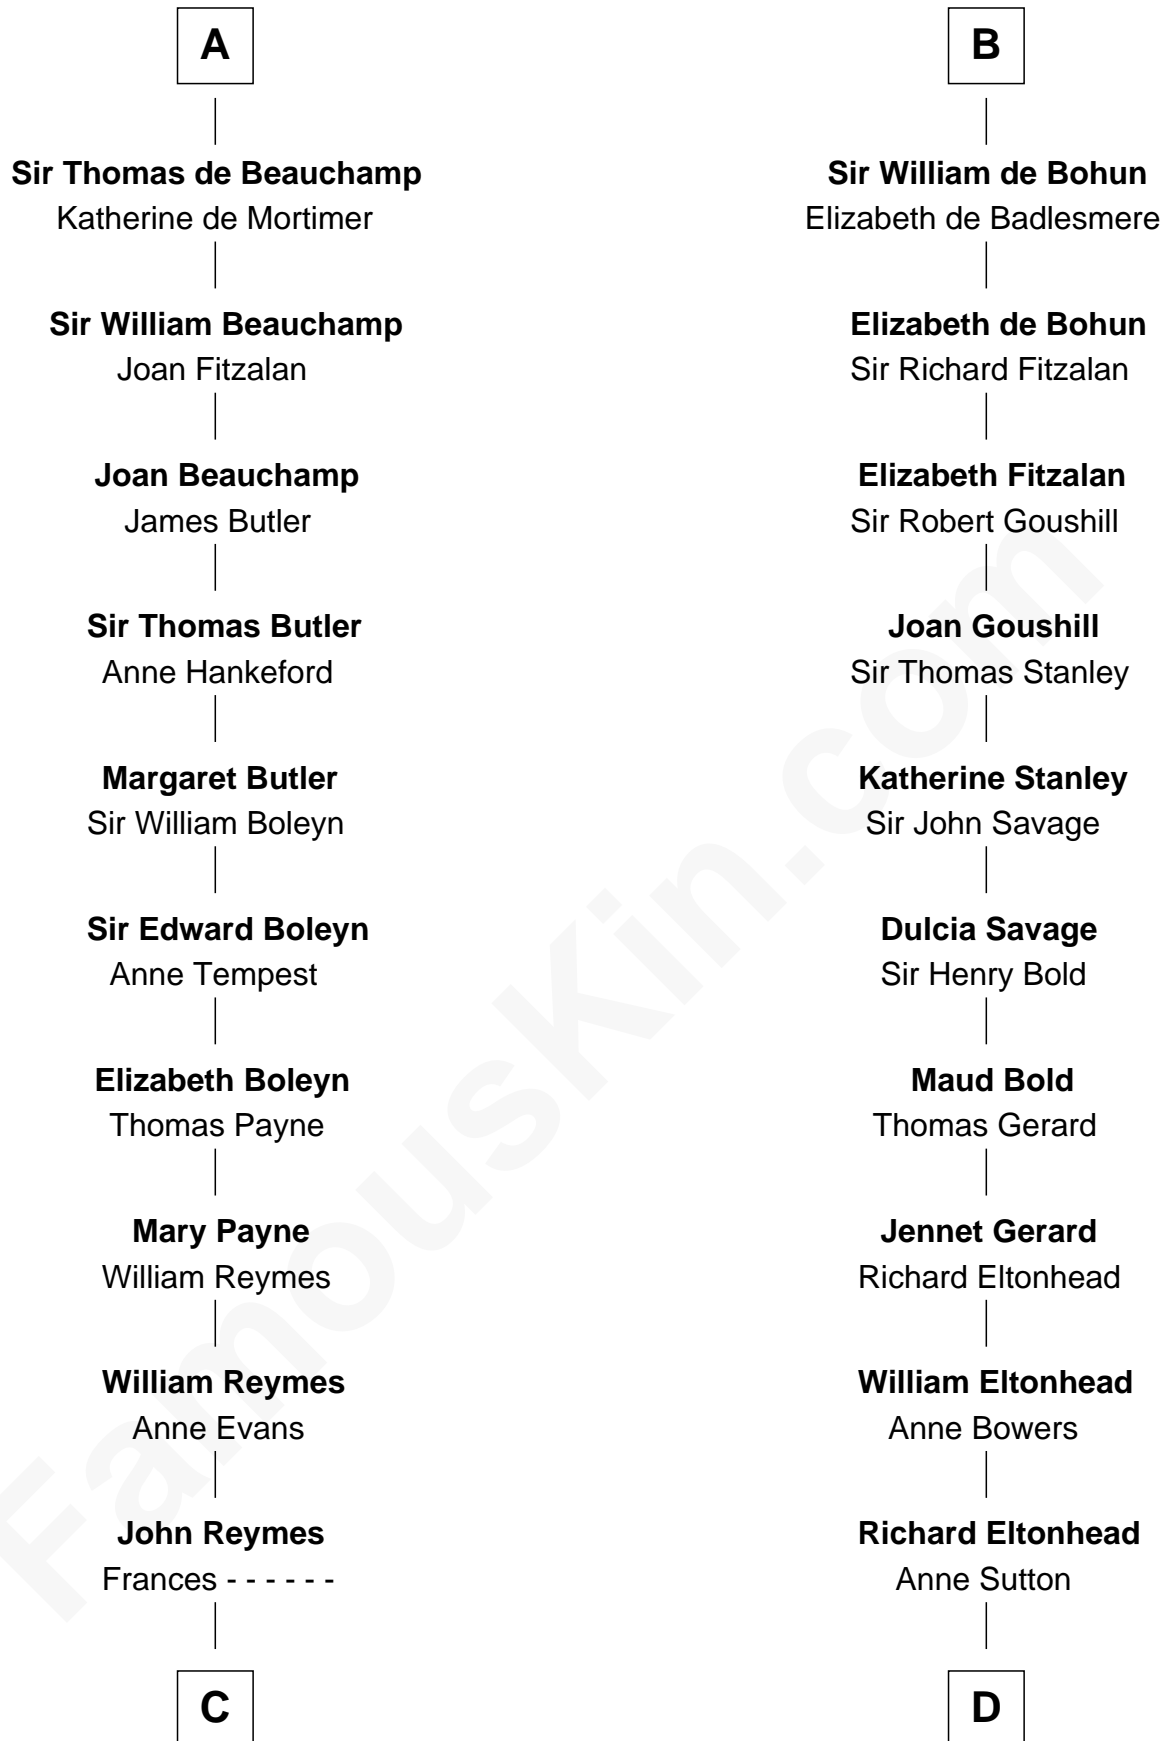 A
Sir Thomas de Beauchamp
Katherine de Mortimer
Sir William Beauchamp
Joan Fitzalan
Joan Beauchamp
James Butler
Sir Thomas Butler
Anne Hankeford
Margaret Butler
Sir William Boleyn
Sir Edward Boleyn
Anne Tempest
Elizabeth Boleyn
Thomas Payne
Mary Payne
William Reymes
William Reymes
Anne Evans
John Reymes
Frances - - - - - -
C
B
Sir William de Bohun
Elizabeth de Badlesmere
Elizabeth de Bohun
Sir Richard Fitzalan
Elizabeth Fitzalan
Sir Robert Goushill
Joan Goushill
Sir Thomas Stanley
Katherine Stanley
Sir John Savage
Dulcia Savage
Sir Henry Bold
Maud Bold
Thomas Gerard
Jennet Gerard
Richard Eltonhead
William Eltonhead
Anne Bowers
Richard Eltonhead
Anne Sutton
D
FamousKin.com